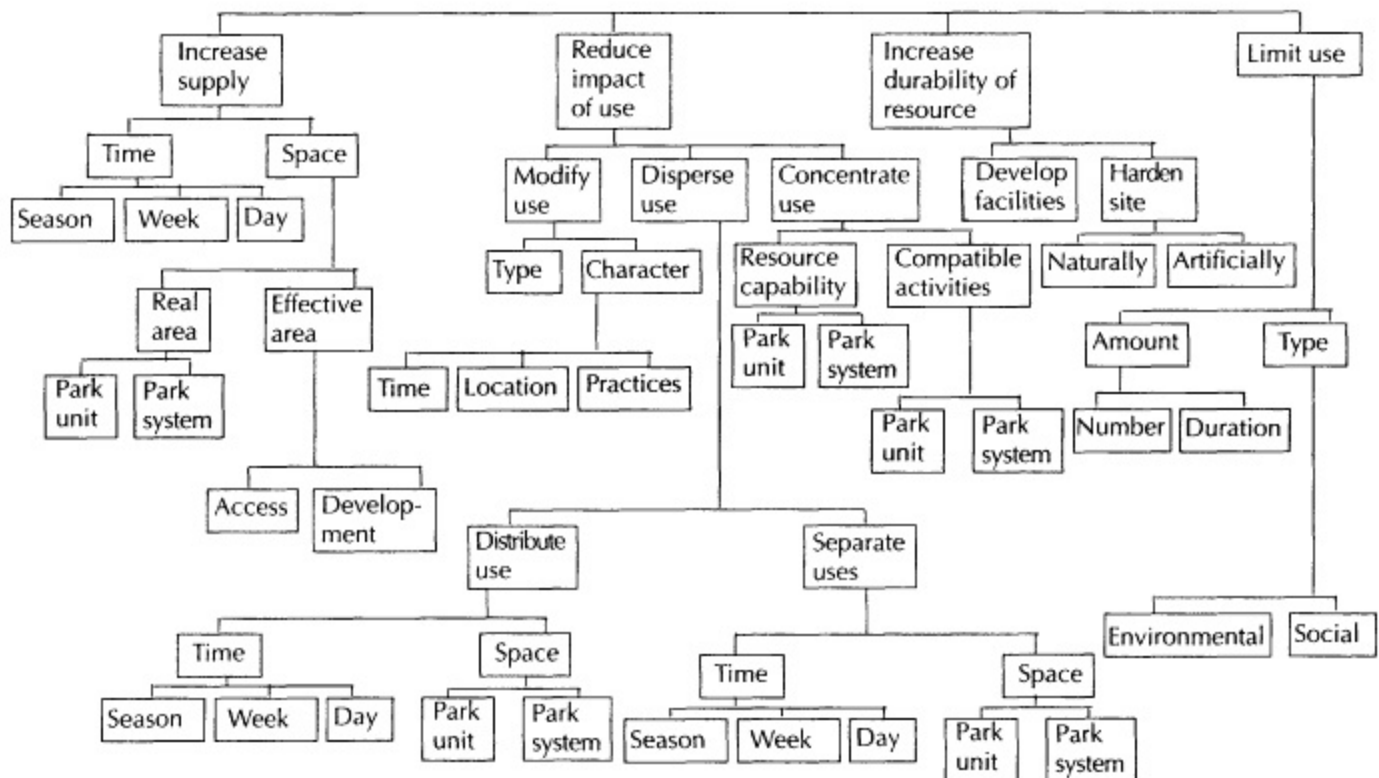 Increase
supply
Reduce
impact
of use
Increase
durability of
resource
Limit use
Time
Space
Modify
use
Disperse
use
Concentrate
use
Develop
facilities
Harden
site
Season
Week
Day
Type
Character
Resource
capability
Compatible
activities
Naturally
Artificially
Real
area
Effective
area
Park
unit
Park
system
Amount
Type
Park
unit
Park
system
Time
Location
Practices
Park
unit
Park
system
Number
Duration
Access
Develop-
ment
Distribute
use
Separate
uses
Environmental
Social
Time
Space
Time
Space
Season
Week
Day
Park
unit
Park
system
Season
Week
Day
Park
unit
Park
system